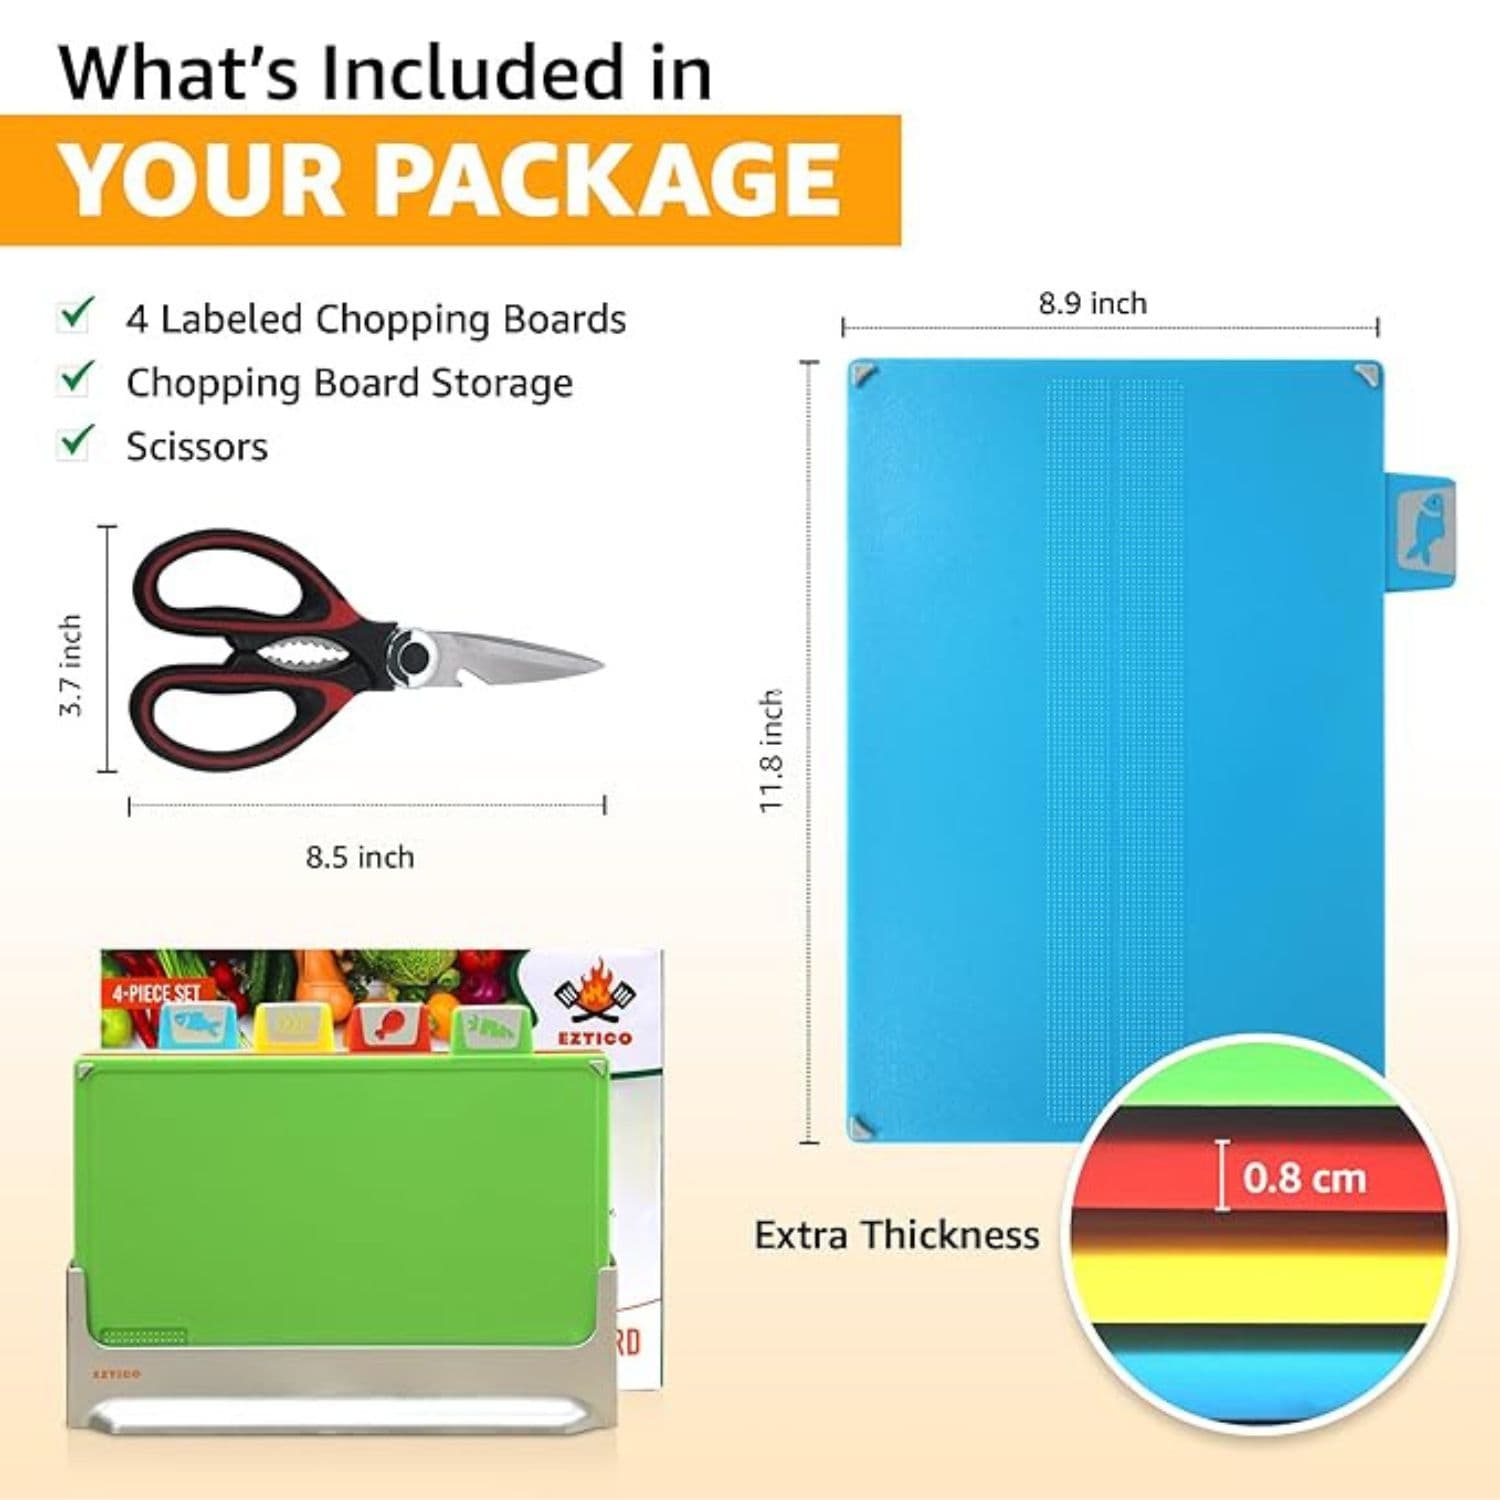 What's Included in
YOUR PACKAGE
4 Labeled Chopping Boards
Chopping Board Storage
Scissors
8.9 inch
11.8 inch
3.7 inch
8.5 inch
4-PIECE SET
EZTICO
EZTICO
RD
Extra Thickness
0.8 cm